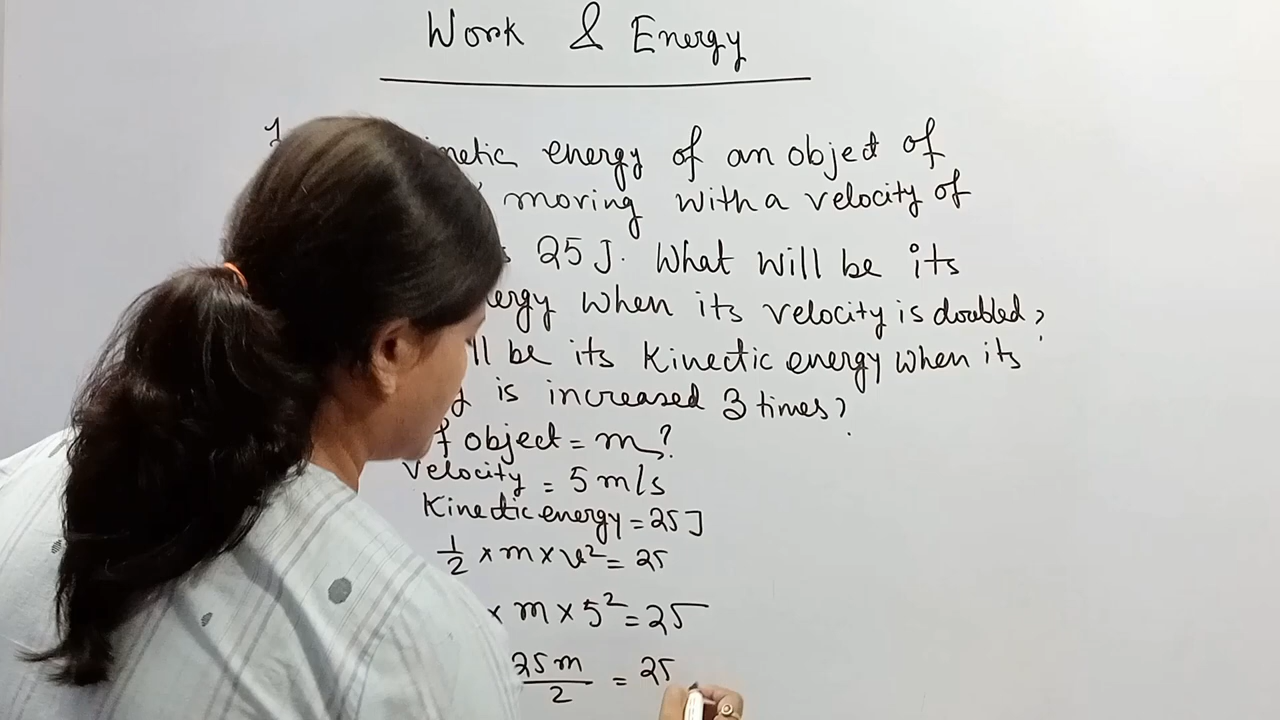 Work & Energy
1
netic energy of an object of
moving with a velocity of
25 J. What will be its
ergy when its velocity is doubled?
ll be its Kinectic energy when its
y is increased 3 times?
f object = m?
Velocity = 5 m/s
Kinectic energy = 25 J
1/2 × m × v² = 25
× m × 5² = 25
25m/2 = 25